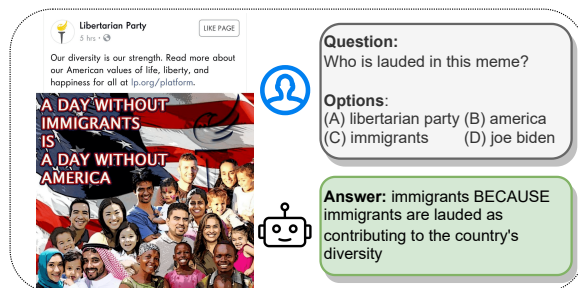 Libertarian Party
5 hrs ·
LIKE PAGE
Our diversity is our strength. Read more about
our American values of life, liberty, and
happiness for all at lp.org/platform.
A DAY WITHOUT
IMMIGRANTS
IS
A DAY WITHOUT
AMERICA
Question:
Who is lauded in this meme?
Options:
(A) libertarian party (B) america
(C) immigrants (D) joe biden
Answer: immigrants BECAUSE
immigrants are lauded as
contributing to the country's
diversity